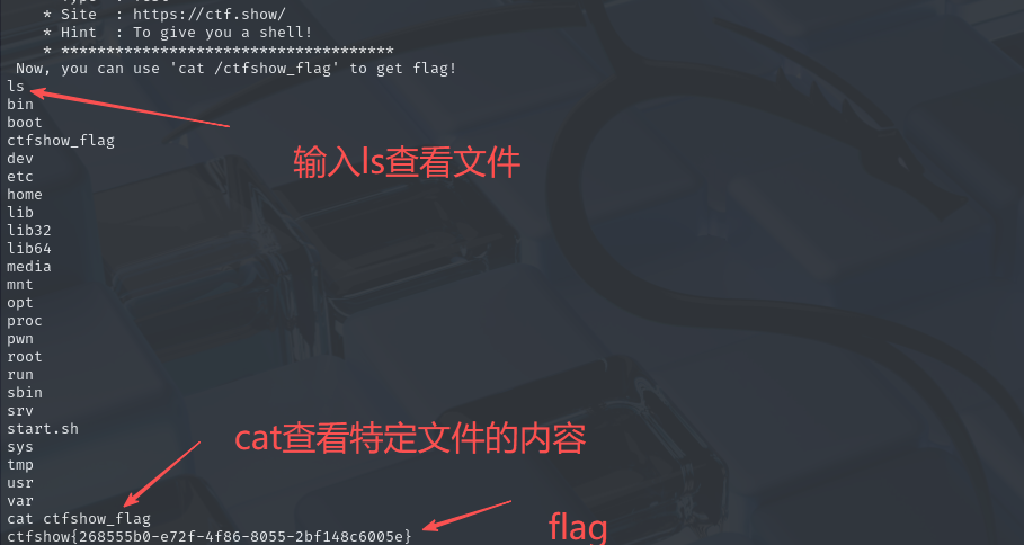 * Site  : https://ctf.show/
* Hint  : To give you a shell!
* *************************************
Now, you can use 'cat /ctfshow_flag' to get flag!
ls
bin
boot
ctfshow_flag
输入ls查看文件
dev
etc
home
lib
lib32
lib64
media
mnt
opt
proc
pwn
root
run
sbin
srv
start.sh
cat查看特定文件的内容
sys
tmp
usr
var
cat ctfshow_flag
flag
ctfshow{268555b0-e72f-4f86-8055-2bf148c6005e}